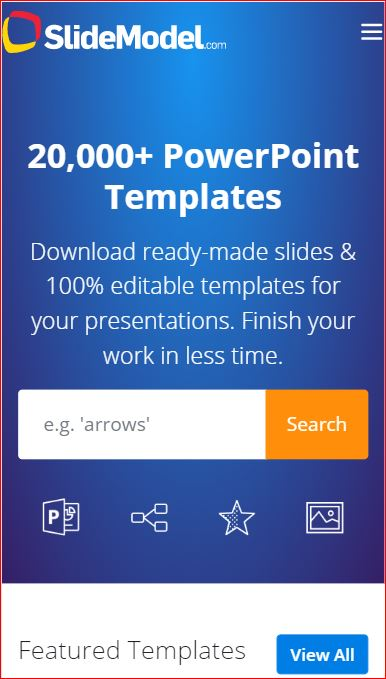 SlideModel.com
20,000+ PowerPoint
Templates
Download ready-made slides &
100% editable templates for
your presentations. Finish your
work in less time.
e.g. 'arrows' Search
P
Featured Templates View All